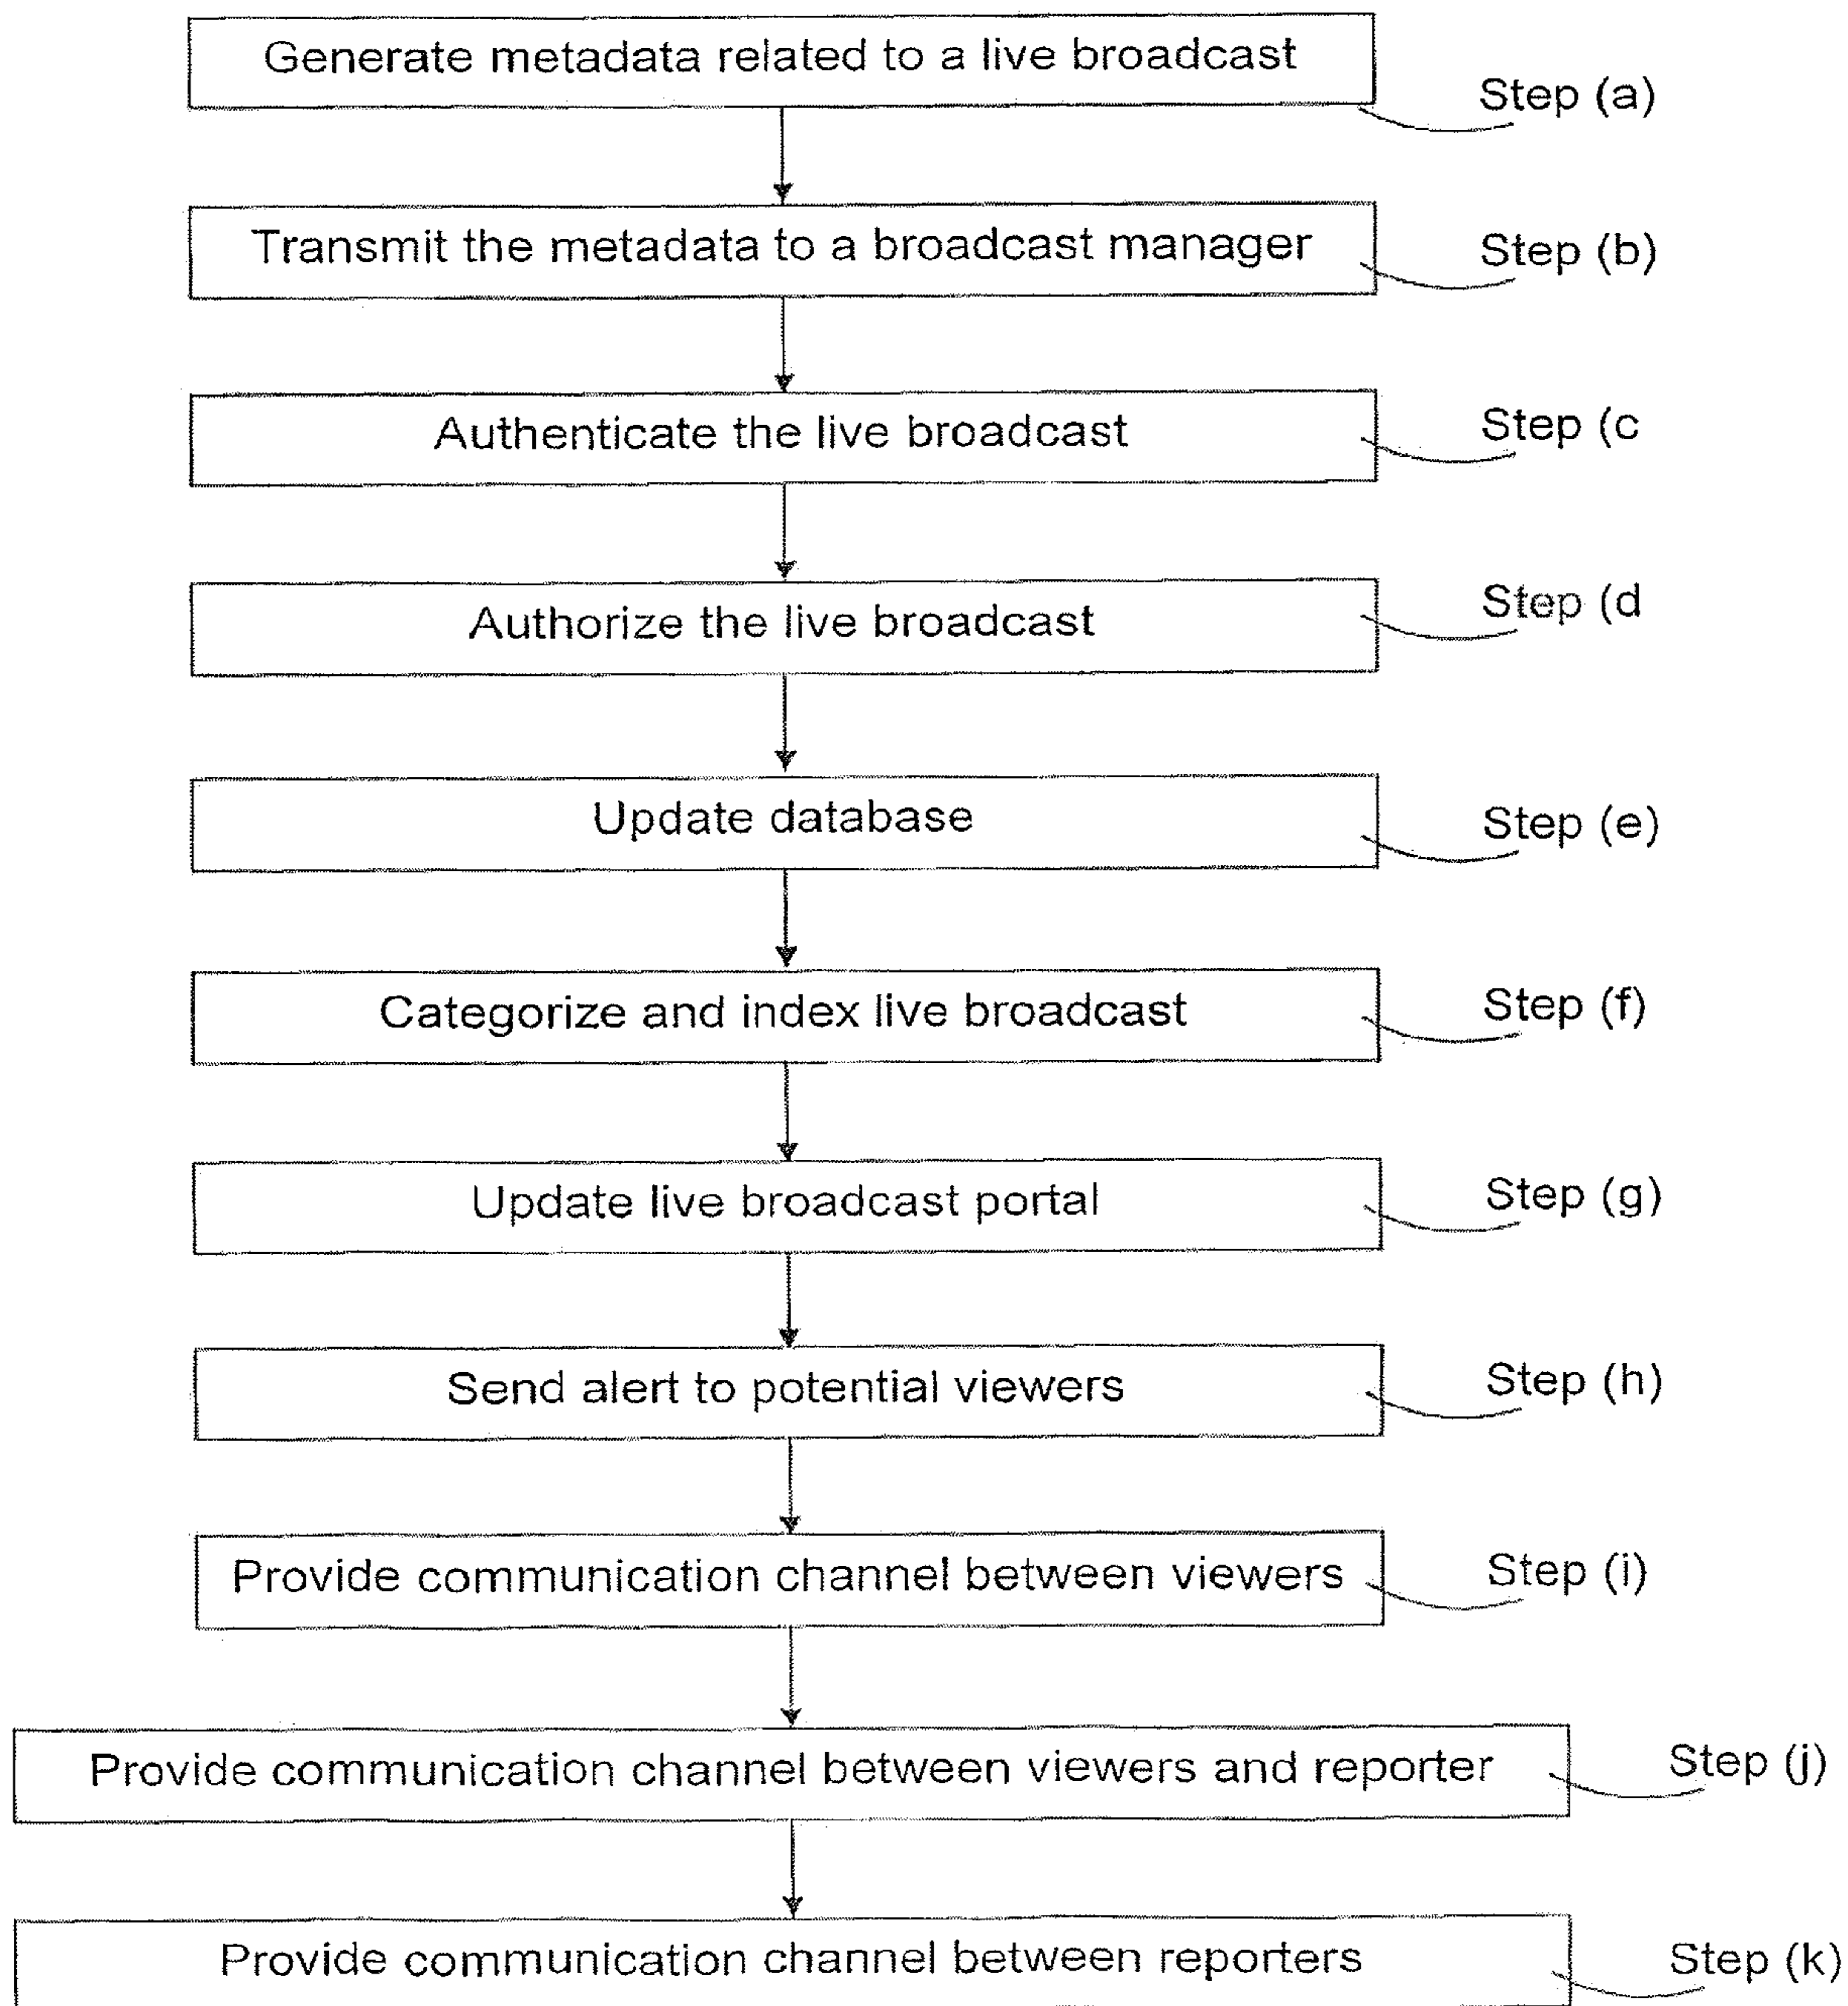 Generate metadata related to a live broadcast
Step (a)
Transmit the metadata to a broadcast manager
Step (b)
Authenticate the live broadcast
Step (c
Authorize the live broadcast
Step (d
Update database
Step (e)
Categorize and index live broadcast
Step (f)
Update live broadcast portal
Step (g)
Send alert to potential viewers
Step (h)
Provide communication channel between viewers
Step (i)
Provide communication channel between viewers and reporter
Step (j)
Provide communication channel between reporters
Step (k)